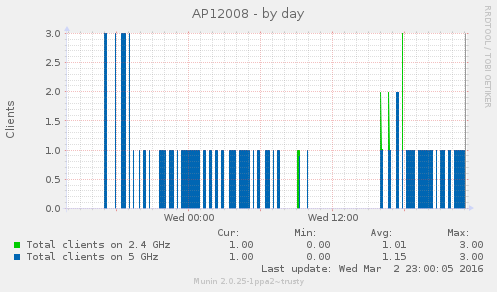 AP12008 - by day
RRDTOOL / TOBI OETIKER
3.0
2.5
2.0
1.5
1.0
0.5
0.0
Clients
Wed 00:00 Wed 12:00
Cur: Min: Avg: Max:
Total clients on 2.4 GHz 1.00 0.00 1.01 3.00
Total clients on 5 GHz 1.00 0.00 1.15 3.00
Last update: Wed Mar 2 23:00:05 2016
Munin 2.0.25-1ppa2~trusty